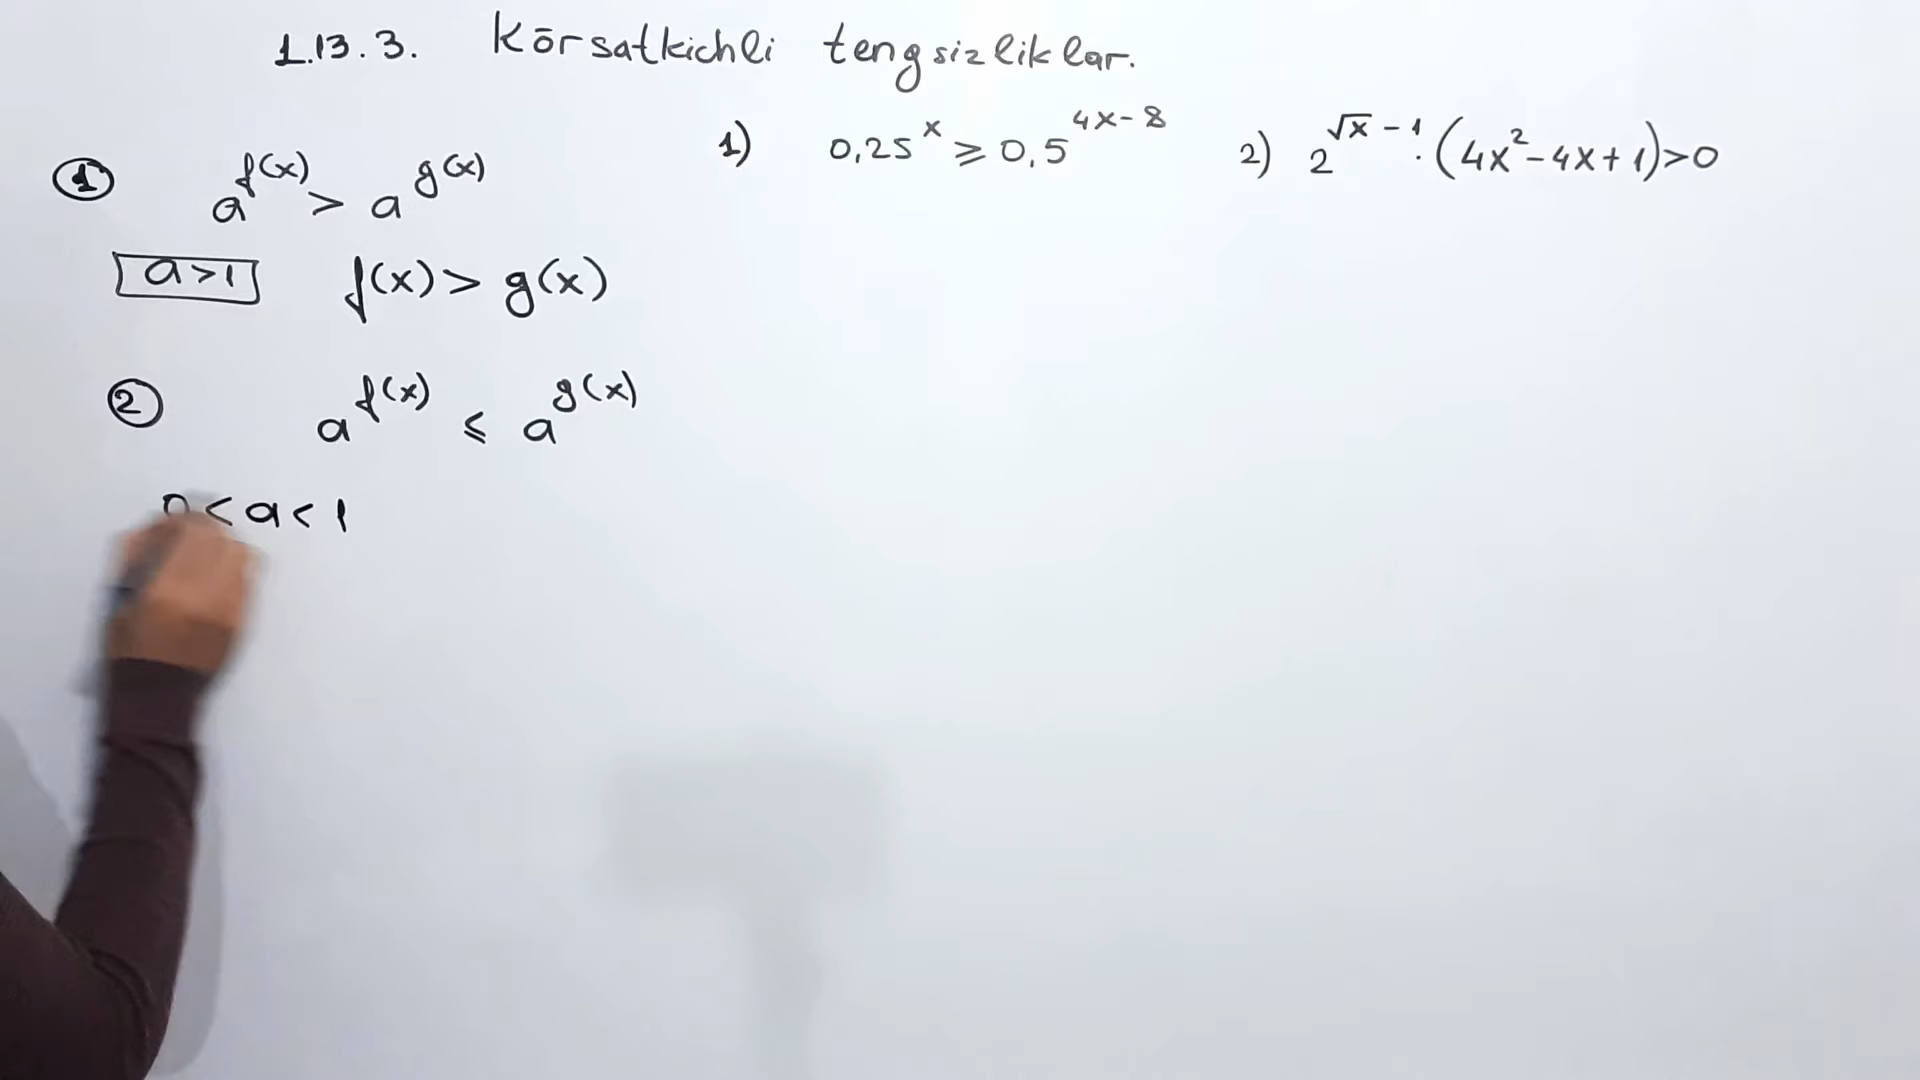 1.13.3. Kōrsatkichli tengsizliklar.
① a^f(x) > a^g(x)
a>1 f(x) > g(x)
② a^f(x) ⩽ a^g(x)
0<a<1
1) 0,25^x ⩾ 0,5^4x-8
2) 2^√x-1 · (4x²-4x+1)>0